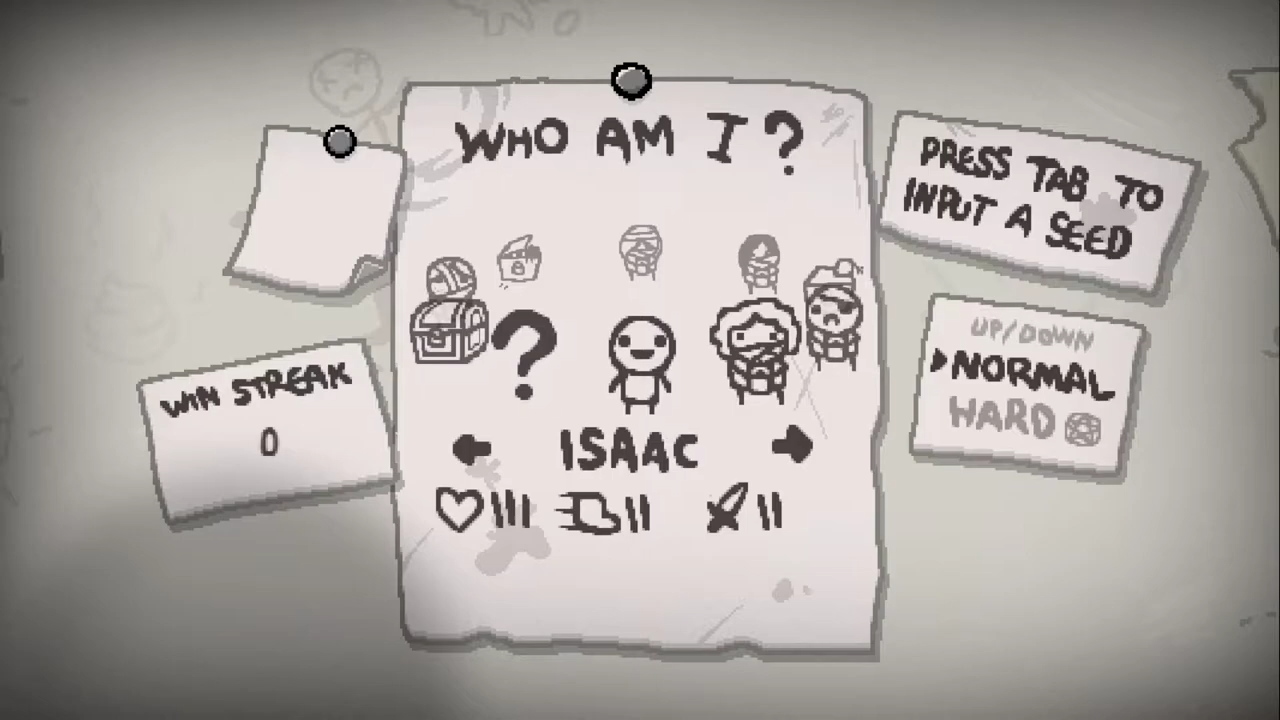 WHO AM I?
PRESS TAB TO
INPUT A SEED
WIN STREAK
0
?
UP/DOWN
NORMAL
HARD
ISAAC